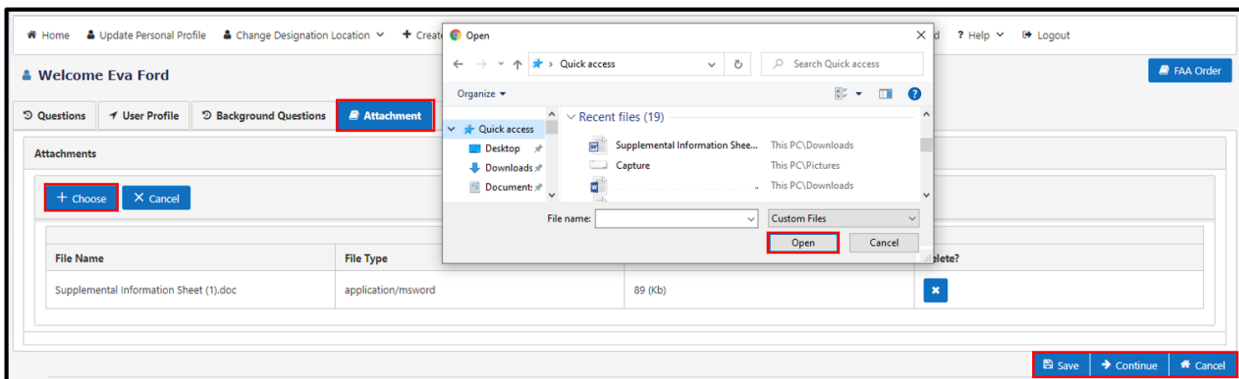 Home Update Personal Profile Change Designation Location + Creat d ? Help Logout
Welcome Eva Ford
FAA Order
Questions User Profile Background Questions Attachment
Attachments
+ Choose X Cancel
File Name File Type elete?
Supplemental Information Sheet (1).doc application/msword 89 (Kb)
Save Continue Cancel
Open
Quick access Search Quick access
Organize
Quick access
Desktop
Downloads
Document:
Recent files (19)
Supplemental Information Shee... This PC\Downloads
Capture This PC\Pictures
This PC\Downloads
File name: Custom Files
Open Cancel